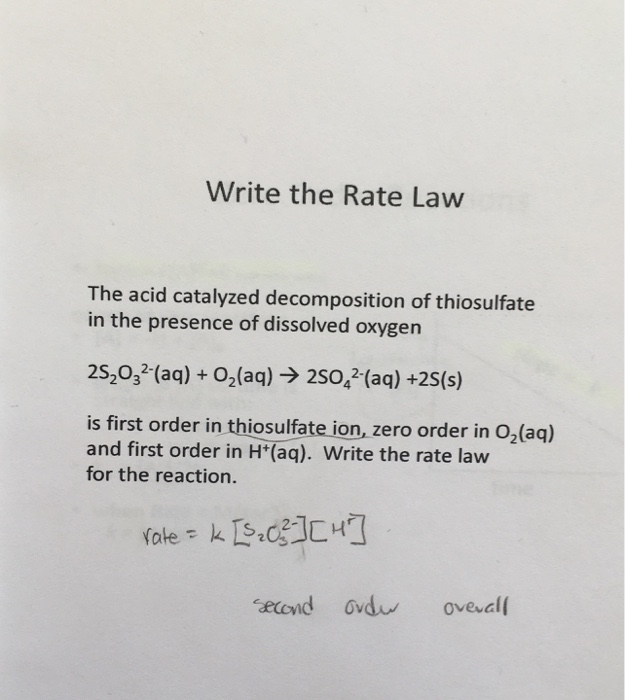 Write the Rate Law
The acid catalyzed decomposition of thiosulfate
in the presence of dissolved oxygen
2S₂O₃²⁻(aq) + O₂(aq) → 2SO₄²⁻(aq) +2S(s)
is first order in thiosulfate ion, zero order in O₂(aq)
and first order in H⁺(aq). Write the rate law
for the reaction.
rate = k [S₂O₃²⁻][H⁺]
second order overall